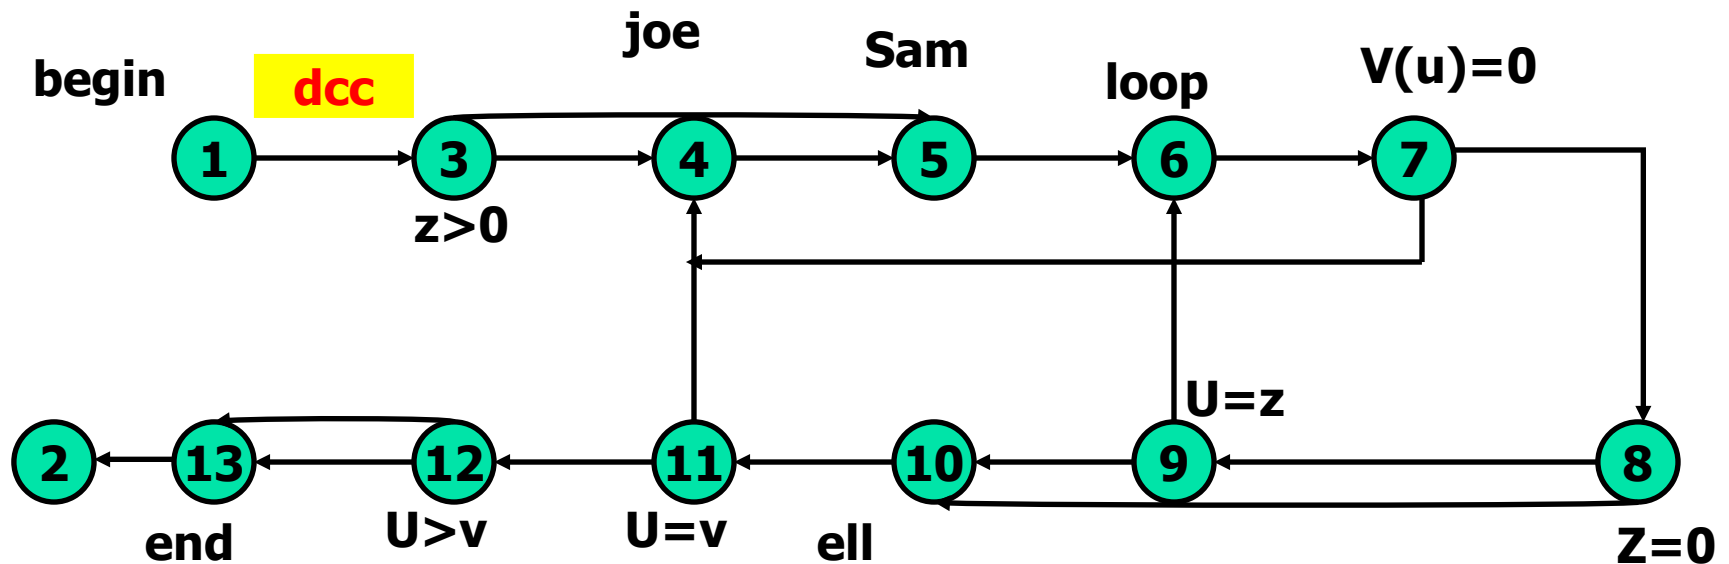 joe
Sam
begin
dcc
loop
V(u)=0
1
3
4
5
6
7
z>0
U=z
2
13
12
11
10
9
8
end
U>v
U=v
ell
Z=0